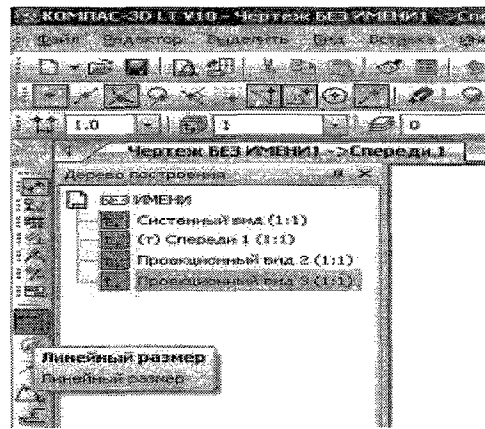 КОМПАС-3D LT V10 - Чертеж БЕЗ ИМЕНИ1 ->Спе
Файл Редактор Выделить Вид Вставка
1.0 1 0
Чертеж БЕЗ ИМЕНИ1 ->Спереди 1
Дерево построения
БЕЗ ИМЕНИ
Системный вид (1:1)
(т) Спереди 1 (1:1)
Проекционный вид 2 (1:1)
Проекционный вид 3 (1:1)
Линейный размер
Линейный размер